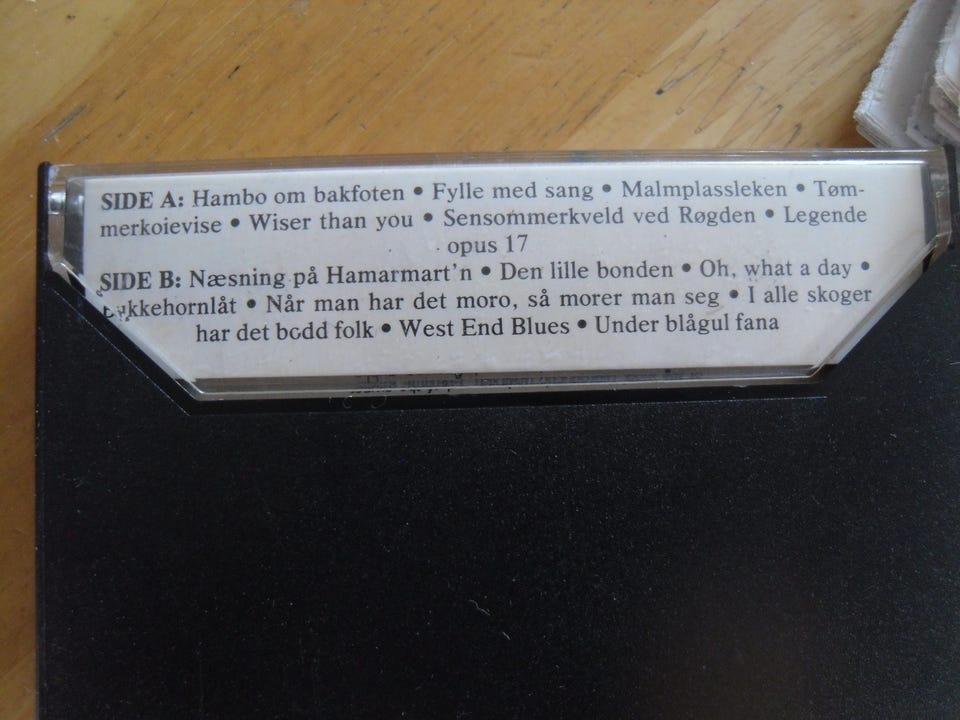 SIDE A: Hambo om bakfoten • Fylle med sang • Malmplassleken • Tøm-
merkoievise • Wiser than you • Sensommerkveld ved Røgden • Legende
opus 17
SIDE B: Næsning på Hamarmart'n • Den lille bonden • Oh, what a day •
• Når man har det moro, så morer man seg • I alle skoger
har det bodd folk • West End Blues • Under blågul fana